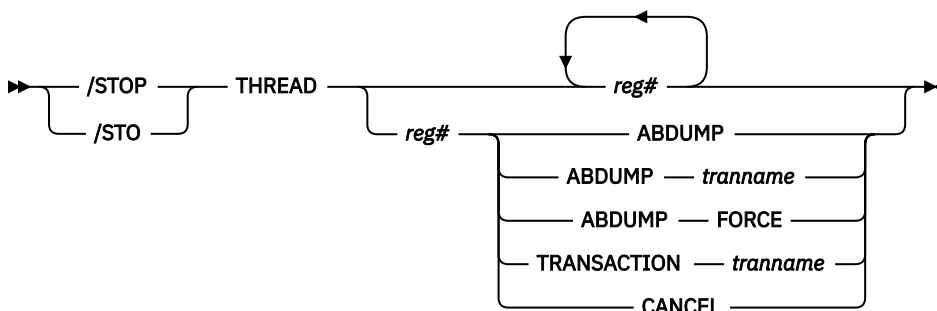 /STOP THREAD reg#
/STO reg# ABDUMP
ABDUMP tranname
ABDUMP FORCE
TRANSACTION tranname
CANCEL